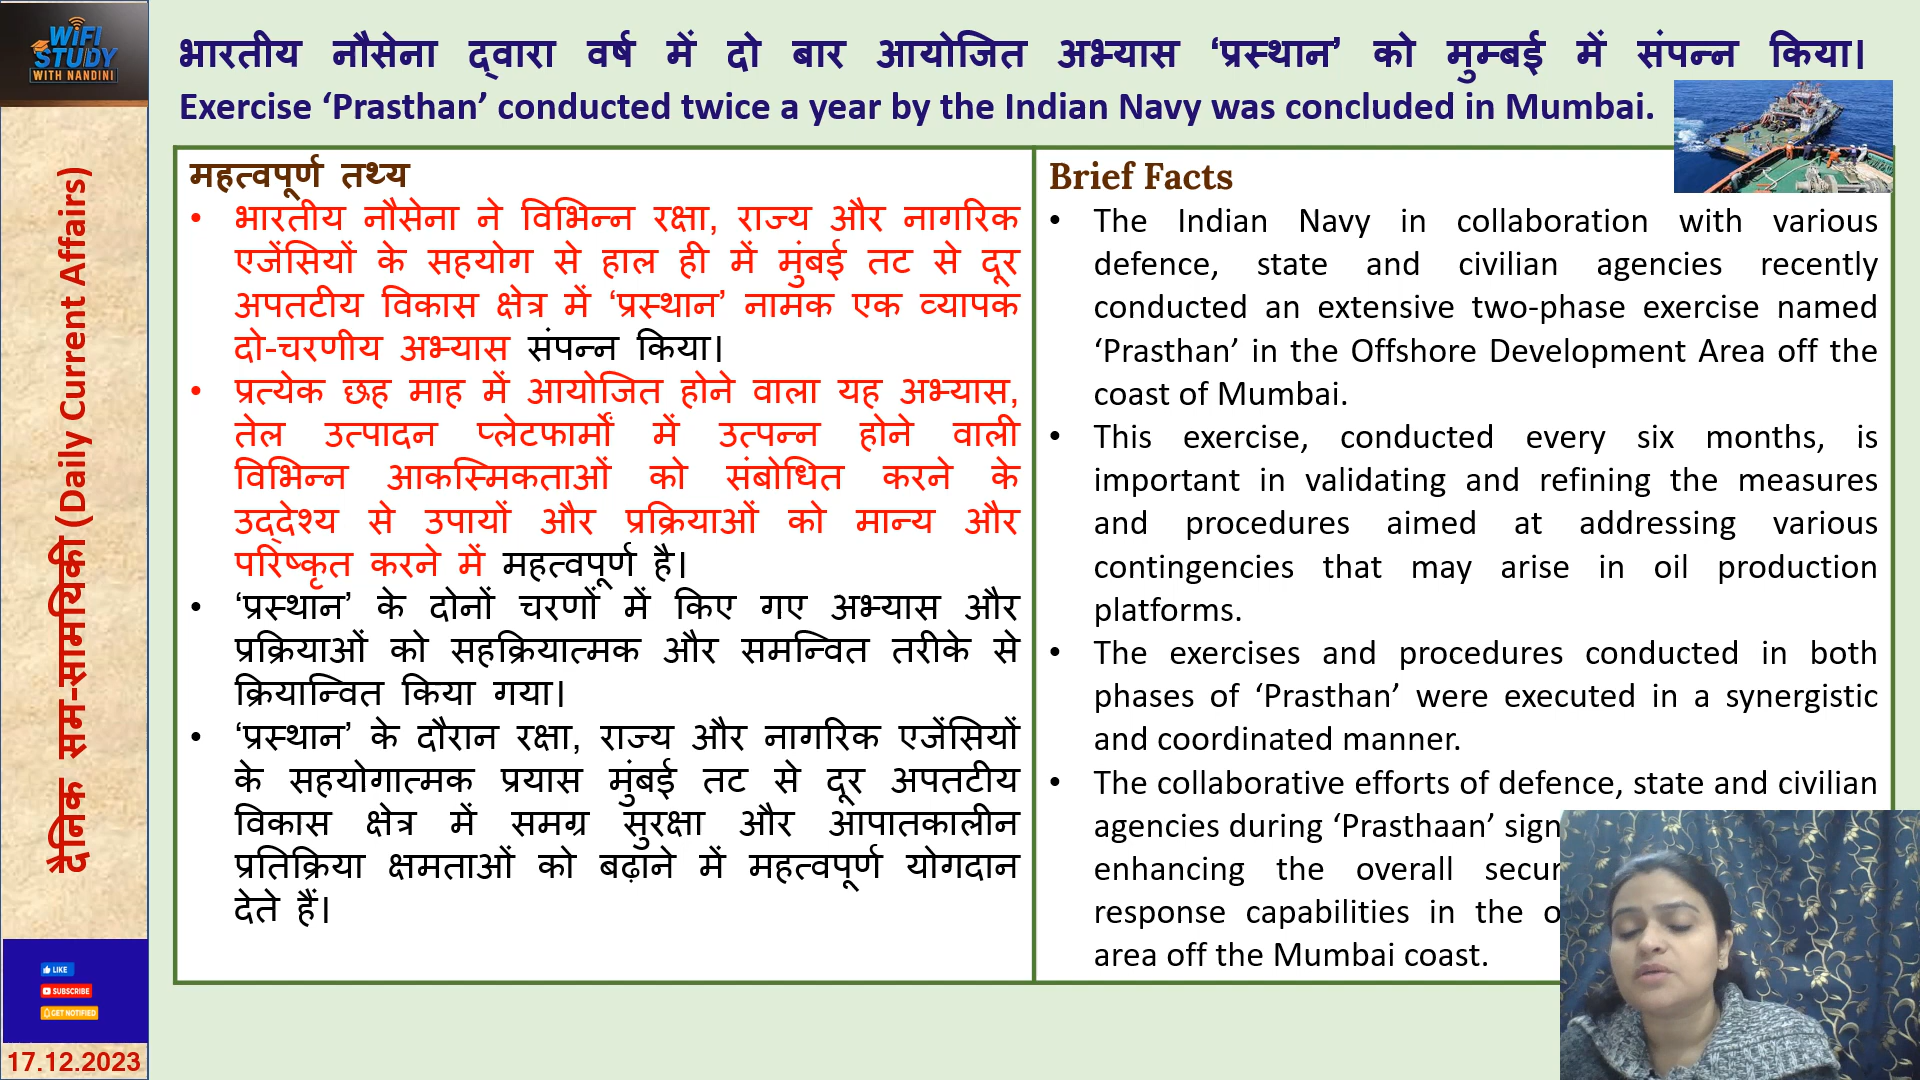 WiFi
STUDY
WITH NANDINI
भारतीय नौसेना द्वारा वर्ष में दो बार आयोजित अभ्यास ‘प्रस्थान’ को मुम्बई में संपन्न किया।
Exercise ‘Prasthan’ conducted twice a year by the Indian Navy was concluded in Mumbai.
दैनिक सम-सामयिकी (Daily Current Affairs)
महत्वपूर्ण तथ्य
• भारतीय नौसेना ने विभिन्न रक्षा, राज्य और नागरिक
एजेंसियों के सहयोग से हाल ही में मुंबई तट से दूर
अपतटीय विकास क्षेत्र में ‘प्रस्थान’ नामक एक व्यापक
दो-चरणीय अभ्यास संपन्न किया।
• प्रत्येक छह माह में आयोजित होने वाला यह अभ्यास,
तेल उत्पादन प्लेटफार्मों में उत्पन्न होने वाली
विभिन्न आकस्मिकताओं को संबोधित करने के
उद्देश्य से उपायों और प्रक्रियाओं को मान्य और
परिष्कृत करने में महत्वपूर्ण है।
• ‘प्रस्थान’ के दोनों चरणों में किए गए अभ्यास और
प्रक्रियाओं को सहक्रियात्मक और समन्वित तरीके से
क्रियान्वित किया गया।
• ‘प्रस्थान’ के दौरान रक्षा, राज्य और नागरिक एजेंसियों
के सहयोगात्मक प्रयास मुंबई तट से दूर अपतटीय
विकास क्षेत्र में समग्र सुरक्षा और आपातकालीन
प्रतिक्रिया क्षमताओं को बढ़ाने में महत्वपूर्ण योगदान
देते हैं।
Brief Facts
• The Indian Navy in collaboration with various
defence, state and civilian agencies recently
conducted an extensive two-phase exercise named
‘Prasthan’ in the Offshore Development Area off the
coast of Mumbai.
• This exercise, conducted every six months, is
important in validating and refining the measures
and procedures aimed at addressing various
contingencies that may arise in oil production
platforms.
• The exercises and procedures conducted in both
phases of ‘Prasthan’ were executed in a synergistic
and coordinated manner.
• The collaborative efforts of defence, state and civilian
agencies during ‘Prasthaan’ sign
enhancing the overall secur
response capabilities in the o
area off the Mumbai coast.
LIKE
SUBSCRIBE
GET NOTIFIED
17.12.2023